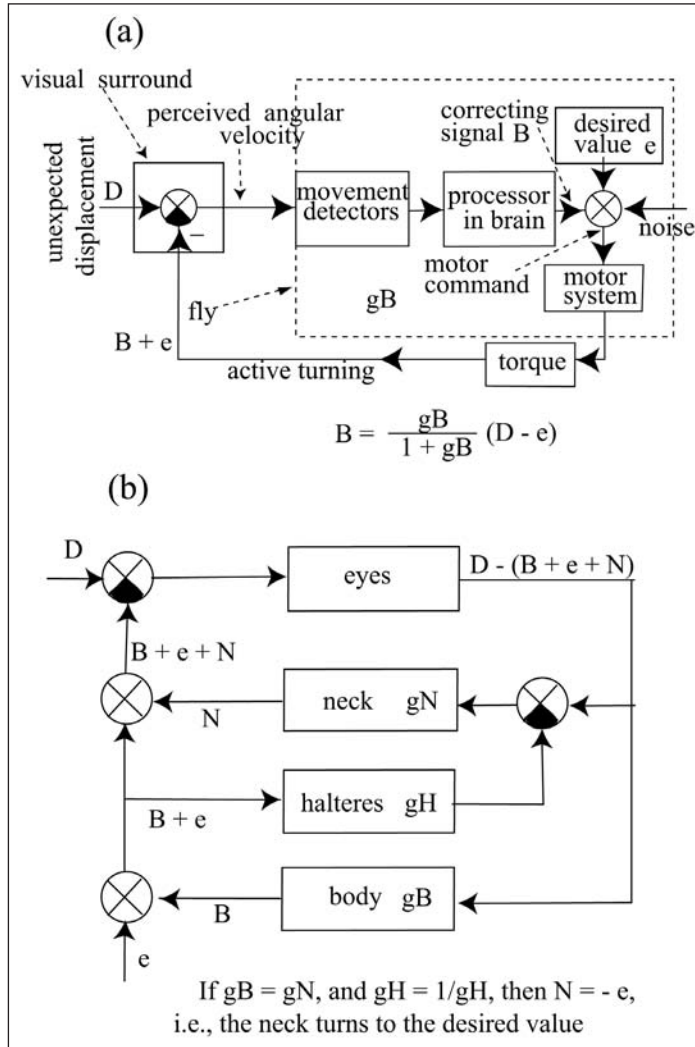 (a)
visual surround
perceived angular
velocity
correcting
signal B
desired
value e
unexpected
displacement
D
−
movement
detectors
processor
in brain
noise
motor
command
motor
system
gB
fly
B + e
active turning
torque
B = gB / 1 + gB (D - e)
(b)
D
eyes
D - (B + e + N)
B + e + N
N
neck gN
B + e
halteres gH
B
body gB
e
If gB = gN, and gH = 1/gH, then N = - e,
i.e., the neck turns to the desired value